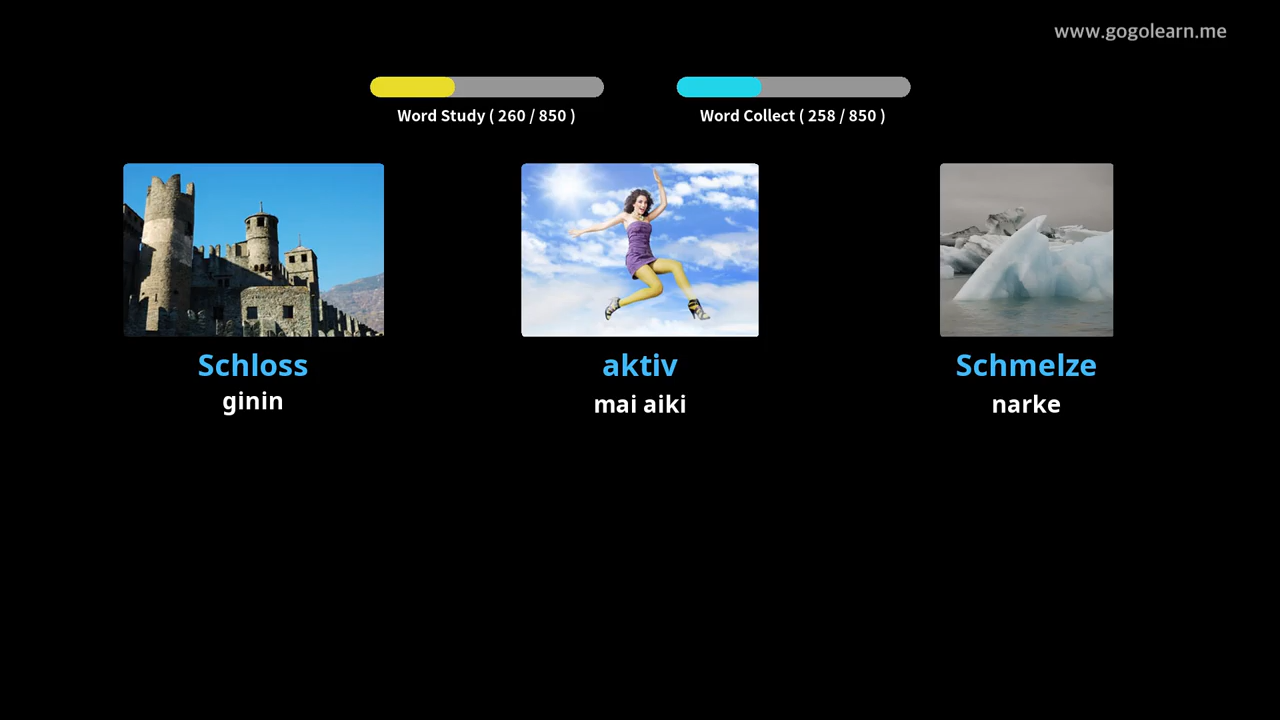 www.gogolearn.me
Word Study ( 260 / 850 )
Word Collect ( 258 / 850 )
Schloss
ginin
aktiv
mai aiki
Schmelze
narke